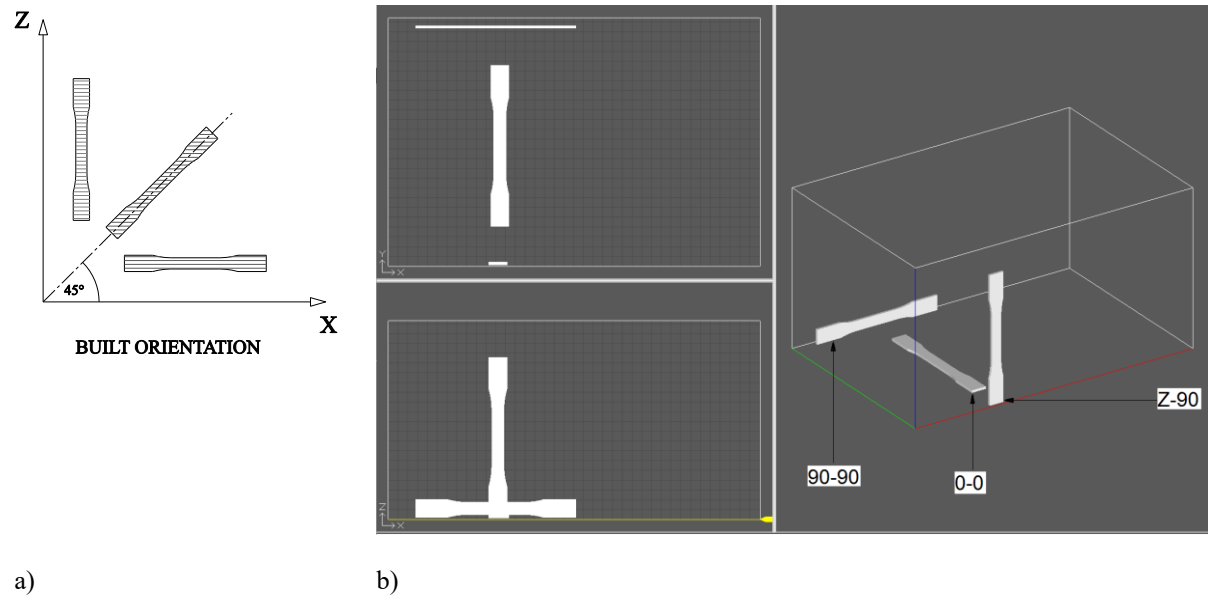 Z
45°
X
BUILT ORIENTATION
Y
X
Z
X
90-90
0-0
Z-90
a)
b)